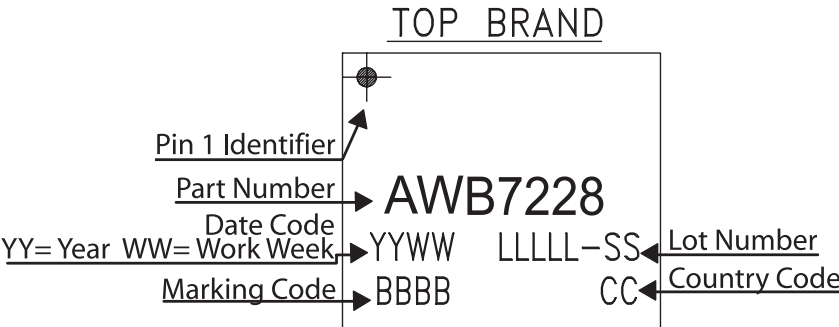 TOP BRAND
Pin 1 Identifier
Part Number
AWB7228
Date Code
YY= Year WW= Work Week
YYWW LLLLL-SS
Lot Number
Marking Code
BBBB CC
Country Code